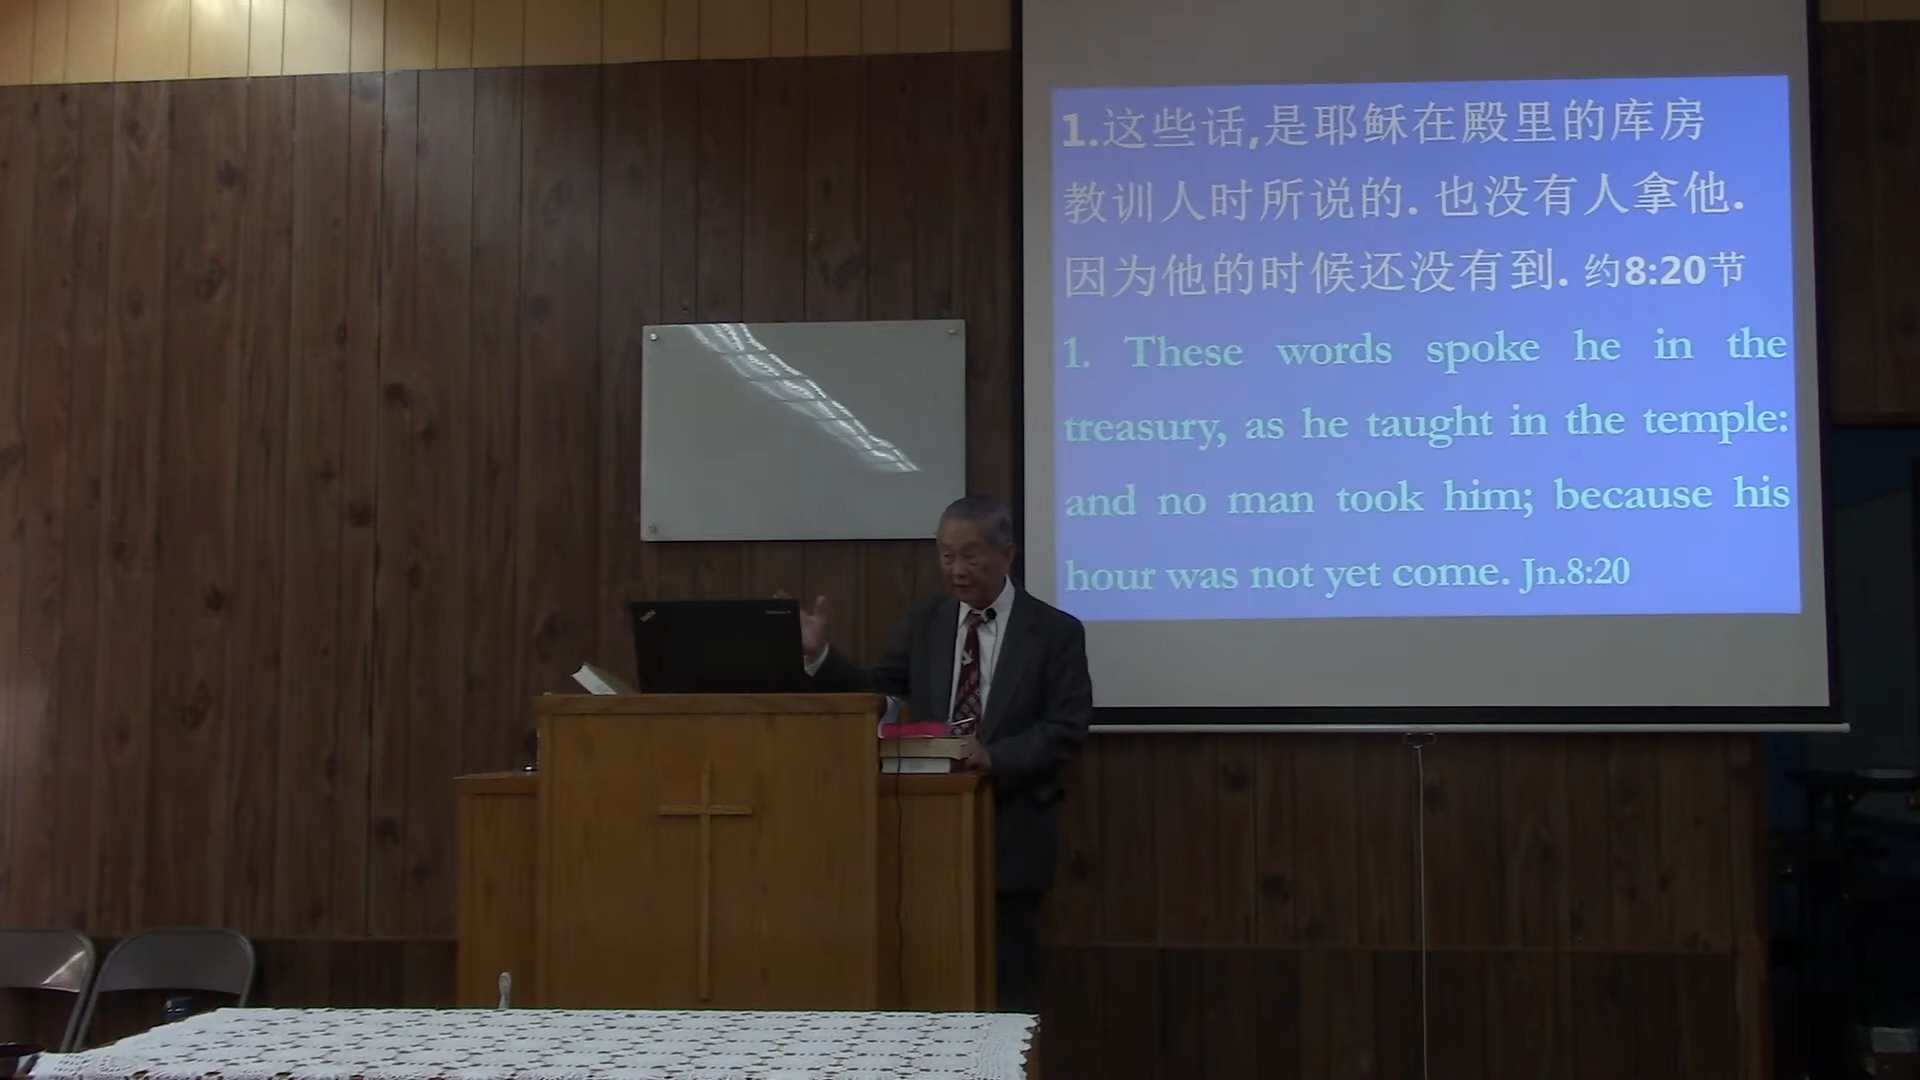 1.这些话,是耶稣在殿里的库房
教训人时所说的. 也没有人拿他.
因为他的时候还没有到. 约8:20节
1. These words spoke he in the
treasury, as he taught in the temple:
and no man took him; because his
hour was not yet come. Jn.8:20